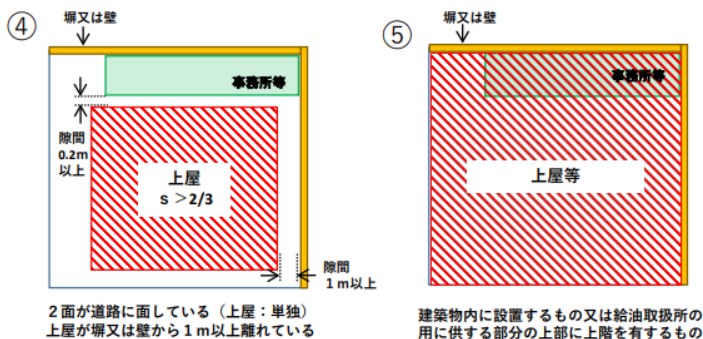 ④
塀又は壁
事務所等
隙間
0.2m
以上
上屋
s >2/3
隙間
1m以上
2面が道路に面している（上屋：単独）
上屋が塀又は壁から1m以上離れている
⑤
塀又は壁
事務所等
上屋等
建築物内に設置するもの又は給油取扱所の
用に供する部分の上部に上階を有するもの